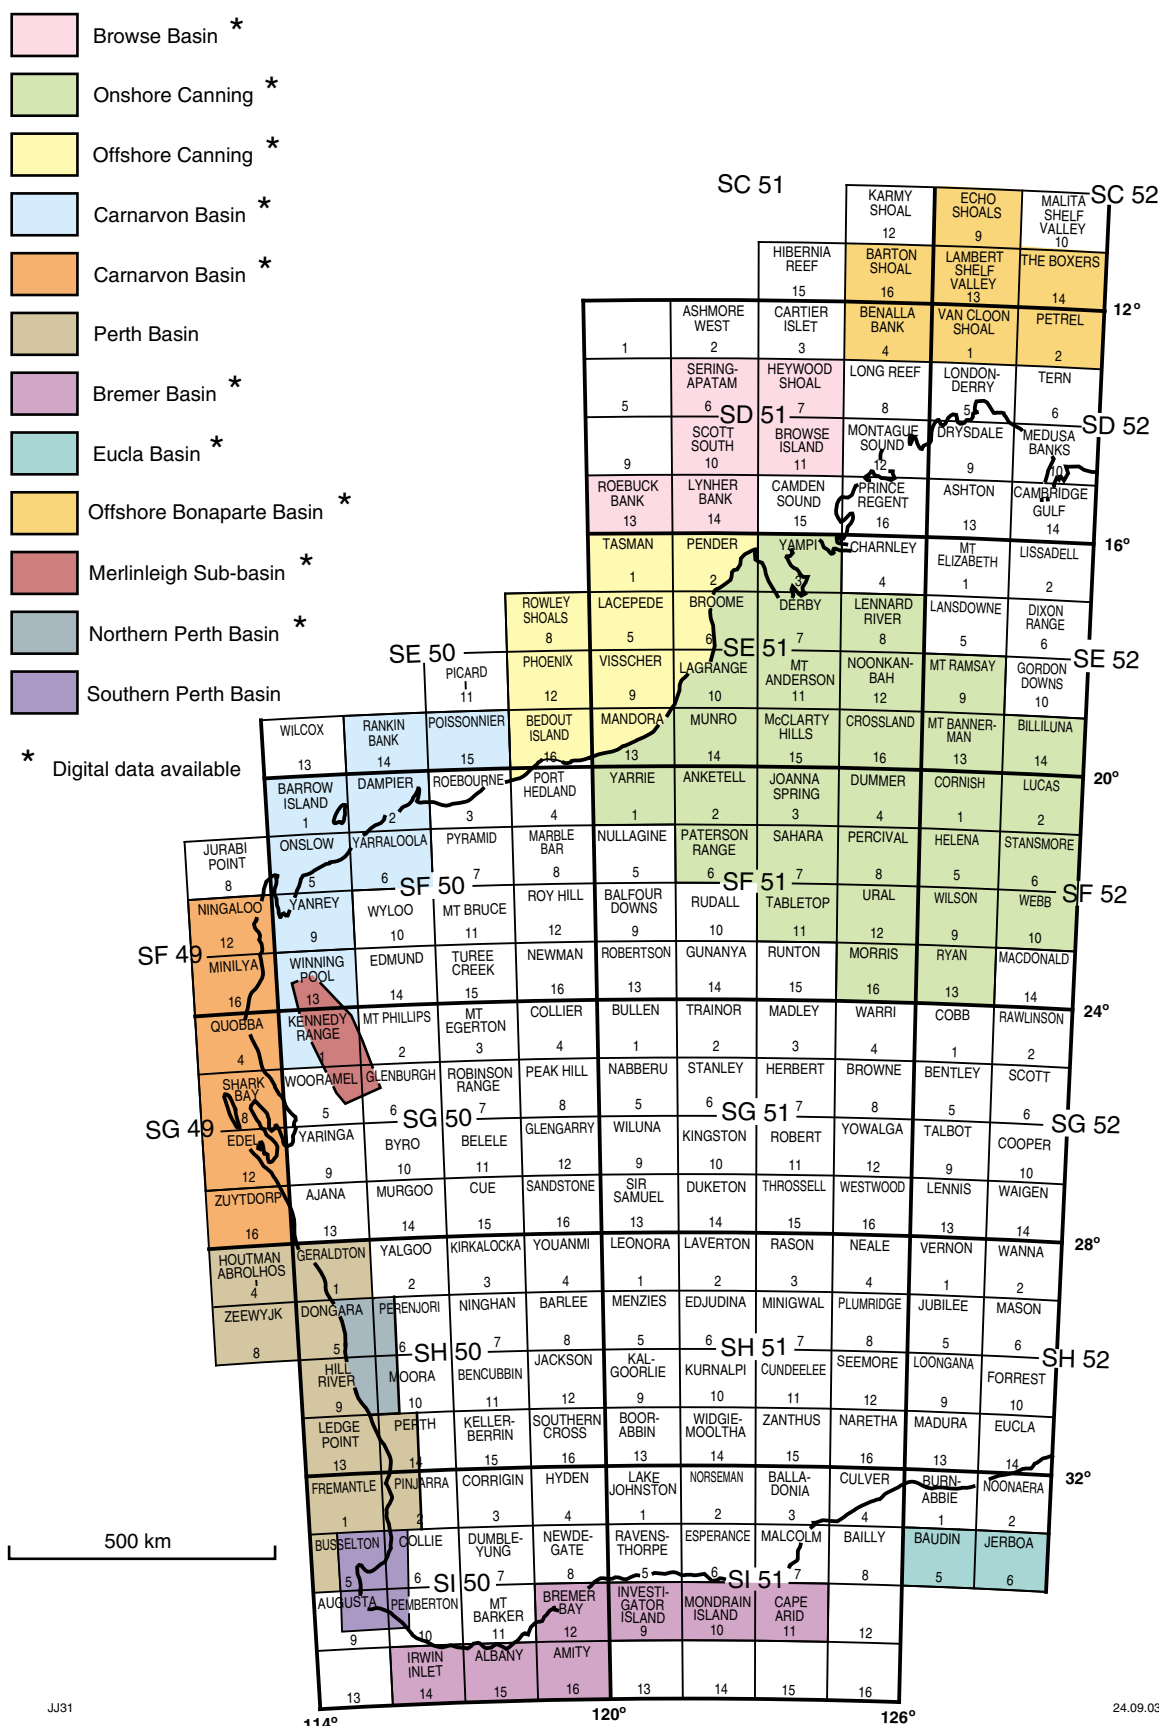 Browse Basin *
Onshore Canning *
Offshore Canning *
Carnarvon Basin *
Carnarvon Basin *
Perth Basin
Bremer Basin *
Eucla Basin *
Offshore Bonaparte Basin *
Merlinleigh Sub-basin *
Northern Perth Basin *
Southern Perth Basin
* Digital data available
SC 51
SC 52
KARMY SHOAL 12
ECHO SHOALS 9
MALITA SHELF VALLEY 10
HIBERNIA REEF 15
BARTON SHOAL 16
LAMBERT SHELF VALLEY 13
THE BOXERS 14
12°
1
ASHMORE WEST 2
CARTIER ISLET 3
BENALLA BANK 4
VAN CLOON SHOAL 1
PETREL 2
5
SERING-APATAM 6
HEYWOOD SHOAL 7
LONG REEF 8
LONDON-DERRY 5
TERN 6
SD 51
SD 52
9
SCOTT SOUTH 10
BROWSE ISLAND 11
MONTAGUE SOUND 12
DRYSDALE 9
MEDUSA BANKS 10
ROEBUCK BANK 13
LYNHER BANK 14
CAMDEN SOUND 15
PRINCE REGENT 16
ASHTON 13
CAMBRIDGE GULF 14
16°
TASMAN 1
PENDER 2
YAMPI 3
CHARNLEY 4
MT ELIZABETH 1
LISSADELL 2
ROWLEY SHOALS 8
LACEPEDE 5
BROOME 6
DERBY 7
LENNARD RIVER 8
LANSDOWNE 5
DIXON RANGE 6
SE 50
SE 51
SE 52
PICARD 11
PHOENIX 12
VISSCHER 9
LAGRANGE 10
MT ANDERSON 11
NOONKAN-BAH 12
MT RAMSAY 9
GORDON DOWNS 10
WILCOX 13
RANKIN BANK 14
POISSONNIER 15
BEDOUT ISLAND 16
MANDORA 13
MUNRO 14
McCLARTY HILLS 15
CROSSLAND 16
MT BANNER-MAN 13
BILLILUNA 14
20°
BARROW ISLAND 1
DAMPIER 2
ROEBOURNE 3
PORT HEDLAND 4
YARRIE 1
ANKETELL 2
JOANNA SPRING 3
DUMMER 4
CORNISH 1
LUCAS 2
JURABI POINT 8
ONSLOW 5
YARRALOOLA 6
PYRAMID 7
MARBLE BAR 8
NULLAGINE 5
PATERSON RANGE 6
SAHARA 7
PERCIVAL 8
HELENA 5
STANSMORE 6
SF 50
SF 51
SF 52
NINGALOO 12
YANREY 9
WYLOO 10
MT BRUCE 11
ROY HILL 12
BALFOUR DOWNS 9
RUDALL 10
TABLETOP 11
URAL 12
WILSON 9
WEBB 10
SF 49
MINILYA 16
WINNING POOL 13
EDMUND 14
TUREE CREEK 15
NEWMAN 16
ROBERTSON 13
GUNANYA 14
RUNTON 15
MORRIS 16
RYAN 13
MACDONALD 14
24°
QUOBBA 4
KENNEDY RANGE 1
MT PHILLIPS 2
MT EGERTON 3
COLLIER 4
BULLEN 1
TRAINOR 2
MADLEY 3
WARRI 4
COBB 1
RAWLINSON 2
SHARK BAY 8
WOORAMEL 5
GLENBURGH 6
ROBINSON RANGE 7
PEAK HILL 8
NABBERU 5
STANLEY 6
HERBERT 7
BROWNE 8
BENTLEY 5
SCOTT 6
SG 49
SG 50
SG 51
SG 52
EDEL 12
YARINGA 9
BYRO 10
BELELE 11
GLENGARRY 12
WILUNA 9
KINGSTON 10
ROBERT 11
YOWALGA 12
TALBOT 9
COOPER 10
ZUYTDORP 16
AJANA 13
MURGOO 14
CUE 15
SANDSTONE 16
SIR SAMUEL 13
DUKETON 14
THROSSELL 15
WESTWOOD 16
LENNIS 13
WAIGEN 14
28°
HOUTMAN ABROLHOS 4
GERALDTON 1
YALGOO 2
KIRKALOCKA 3
YOUANMI 4
LEONORA 1
LAVERTON 2
RASON 3
NEALE 4
VERNON 1
WANNA 2
ZEEWYJK 8
DONGARA 5
PERENJORI 6
NINGHAN 7
BARLEE 8
MENZIES 5
EDJUDINA 6
MINIGWAL 7
PLUMRIDGE 8
JUBILEE 5
MASON 6
SH 50
SH 51
SH 52
HILL RIVER 9
MOORA 10
BENCUBBIN 11
JACKSON 12
KAL-GOORLIE 9
KURNALPI 10
CUNDEELEE 11
SEEMORE 12
LOONGANA 9
FORREST 10
LEDGE POINT 13
PERTH 14
KELLER-BERRIN 15
SOUTHERN CROSS 16
BOOR-ABBIN 13
WIDGIE-MOOLTHA 14
ZANTHUS 15
NARETHA 16
MADURA 13
EUCLA 14
32°
FREMANTLE 1
PINJARRA 2
CORRIGIN 3
HYDEN 4
LAKE JOHNSTON 1
NORSEMAN 2
BALLA-DONIA 3
CULVER 4
BURN-ABBIE 1
NOONAERA 2
500 km
BUSSELTON 5
COLLIE 6
DUMBLE-YUNG 7
NEWDE-GATE 8
RAVENS-THORPE 5
ESPERANCE 6
MALCOLM 7
BAILLY 8
BAUDIN 5
JERBOA 6
SI 50
SI 51
AUGUSTA 9
PEMBERTON 10
MT BARKER 11
BREMER BAY 12
INVESTI-GATOR ISLAND 9
MONDRAIN ISLAND 10
CAPE ARID 11
12
13
IRWIN INLET 14
ALBANY 15
AMITY 16
13
14
15
16
JJ31
114°
120°
126°
24.09.03